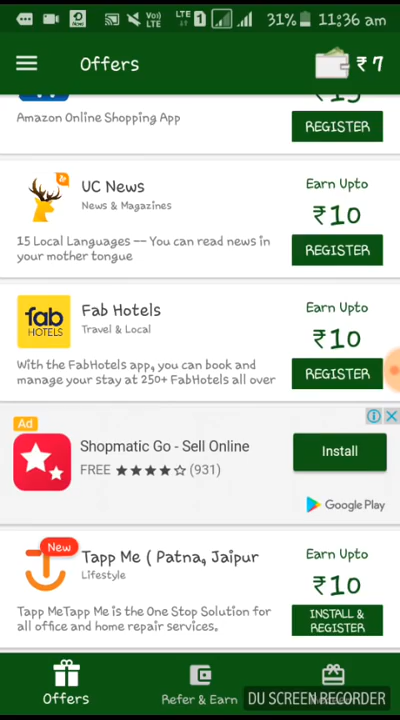 Vo)
LTE
LTE
1
31%
11:36 am
Offers
₹ 7
Amazon Online Shopping App
REGISTER
UC News
News & Magazines
15 Local Languages -- You can read news in
your mother tongue
Earn Upto
₹10
REGISTER
fab
HOTELS
Fab Hotels
Travel & Local
With the FabHotels app, you can book and
manage your stay at 250+ FabHotels all over
Earn Upto
₹10
REGISTER
Ad
Shopmatic Go - Sell Online
FREE ★★★★☆ (931)
Install
Google Play
New
Tapp Me ( Patna, Jaipur
Lifestyle
Tapp MeTapp Me is the One Stop Solution for
all office and home repair services.
Earn Upto
₹10
INSTALL &
REGISTER
Offers
Refer & Earn
DU SCREEN RECORDER